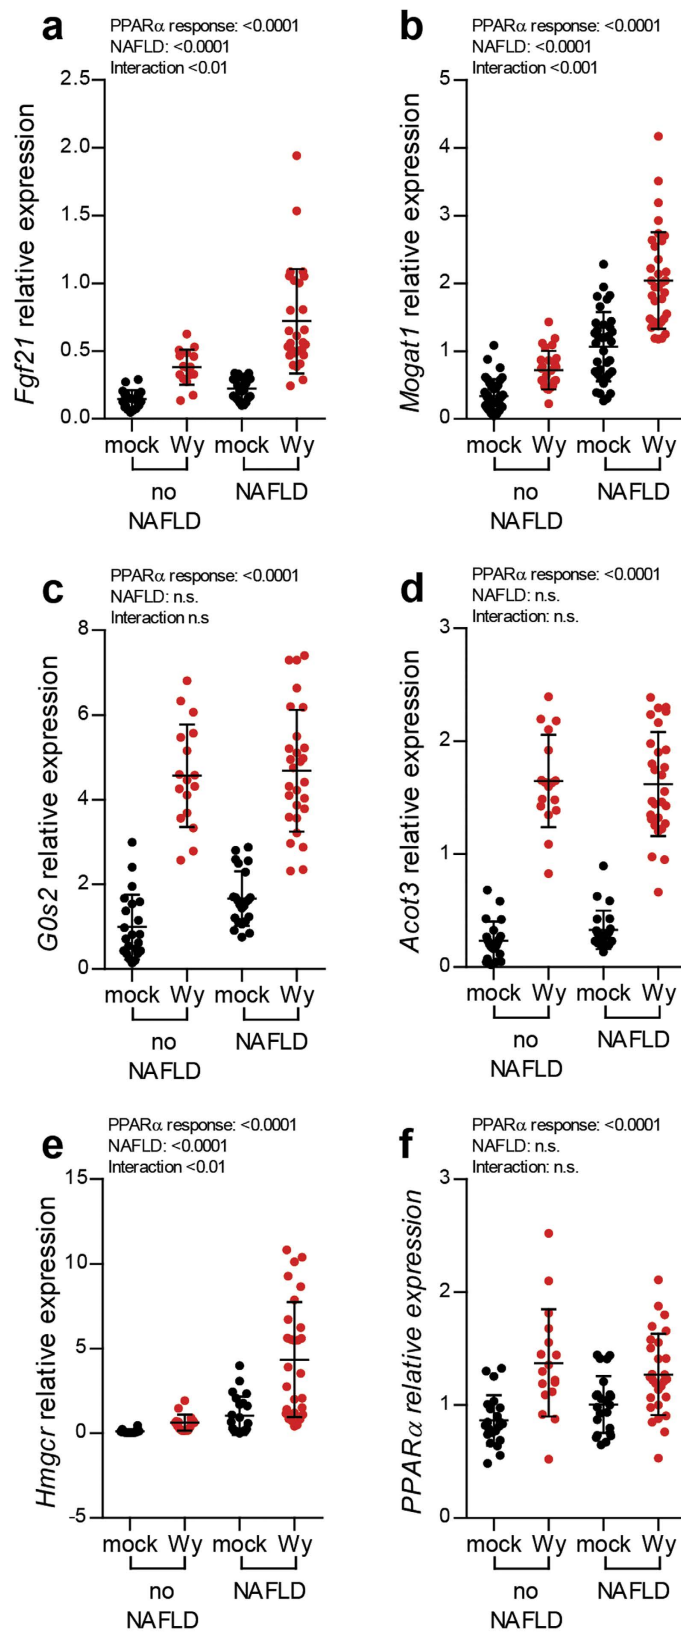 a
PPARα response: <0.0001
NAFLD: <0.0001
Interaction <0.01
Fgf21 relative expression
2.5
2.0
1.5
1.0
0.5
0.0
mock Wy mock Wy
no NAFLD
NAFLD
b
PPARα response: <0.0001
NAFLD: <0.0001
Interaction <0.001
Mogat1 relative expression
5
4
3
2
1
0
mock Wy mock Wy
no NAFLD
NAFLD
c
PPARα response: <0.0001
NAFLD: n.s.
Interaction n.s
G0s2 relative expression
8
6
4
2
0
mock Wy mock Wy
no NAFLD
NAFLD
d
PPARα response: <0.0001
NAFLD: n.s.
Interaction: n.s.
Acot3 relative expression
3
2
1
0
mock Wy mock Wy
no NAFLD
NAFLD
e
PPARα response: <0.0001
NAFLD: <0.0001
Interaction <0.01
Hmgcr relative expression
15
10
5
0
-5
mock Wy mock Wy
no NAFLD
NAFLD
f
PPARα response: <0.0001
NAFLD: n.s.
Interaction: n.s.
PPARα relative expression
3
2
1
0
mock Wy mock Wy
no NAFLD
NAFLD